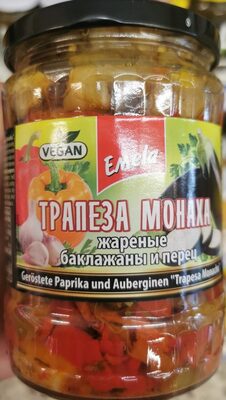 VEGAN
Emela
ТРАПЕЗА МОНАХА
жареные
баклажаны и перец
Geröstete Paprika und Auberginen "Trapesa Monacha"